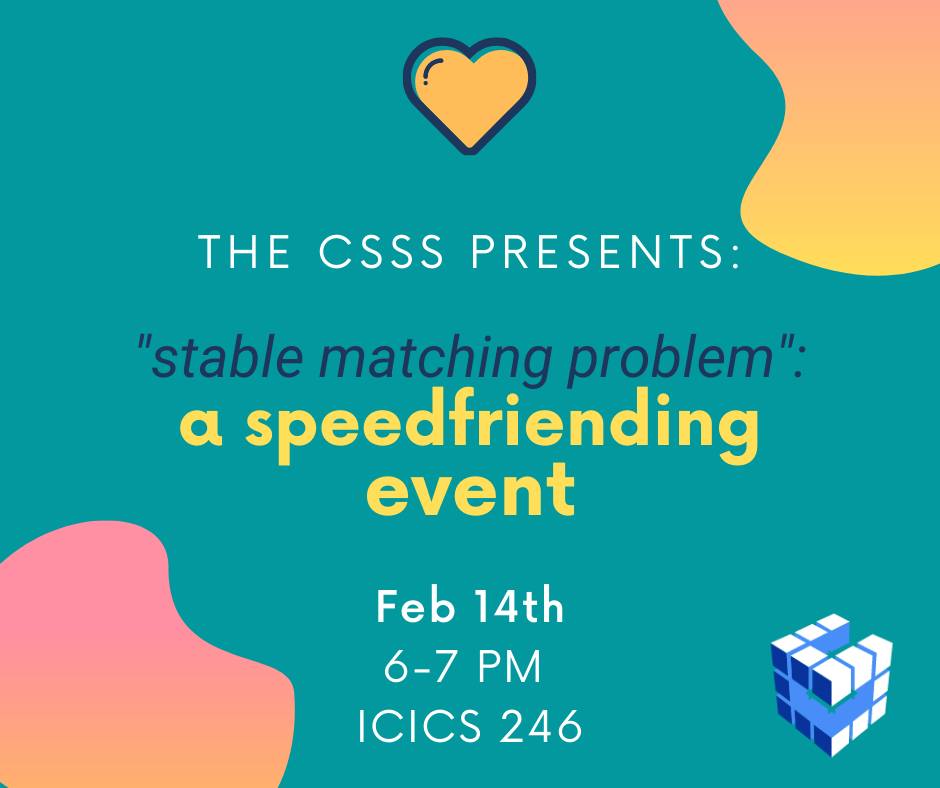 THE CSSS PRESENTS:
"stable matching problem":
a speedfriending
event
Feb 14th
6-7 PM
ICICS 246